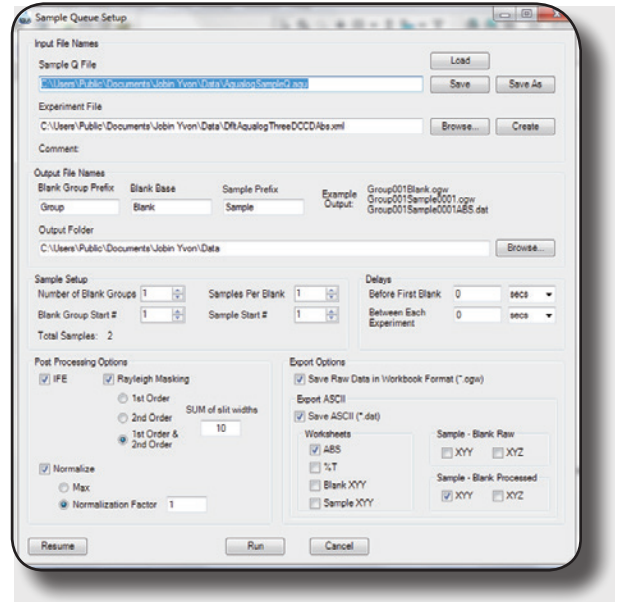 Sample Queue Setup
Input File Names
Sample Q File
Load
C:\Users\Public\Documents\Jobin Yvon\Data\AqualogSampleQ.aqu
Save
Save As
Experiment File
C:\Users\Public\Documents\Jobin Yvon\Data\DfltAqualogThreeDCCDAbs.xml
Browse...
Create
Comment:
Output File Names
Blank Group Prefix
Blank Base
Sample Prefix
Example Output:
Group001Blank.ogw
Group001Sample0001.ogw
Group001Sample0001ABS.dat
Group
Blank
Sample
Output Folder
C:\Users\Public\Documents\Jobin Yvon\Data
Browse...
Sample Setup
Number of Blank Groups 1
Samples Per Blank 1
Blank Group Start # 1
Sample Start # 1
Total Samples: 2
Delays
Before First Blank 0 secs
Between Each Experiment 0 secs
Post Processing Options
IFE
Rayleigh Masking
1st Order
2nd Order
1st Order & 2nd Order
SUM of slit widths
10
Normalize
Max
Normalization Factor 1
Export Options
Save Raw Data in Workbook Format (*.ogw)
Export ASCII
Save ASCII (*.dat)
Worksheets
ABS
%T
Blank XYY
Sample XYY
Sample - Blank Raw
XYY
XYZ
Sample - Blank Processed
XYY
XYZ
Resume
Run
Cancel